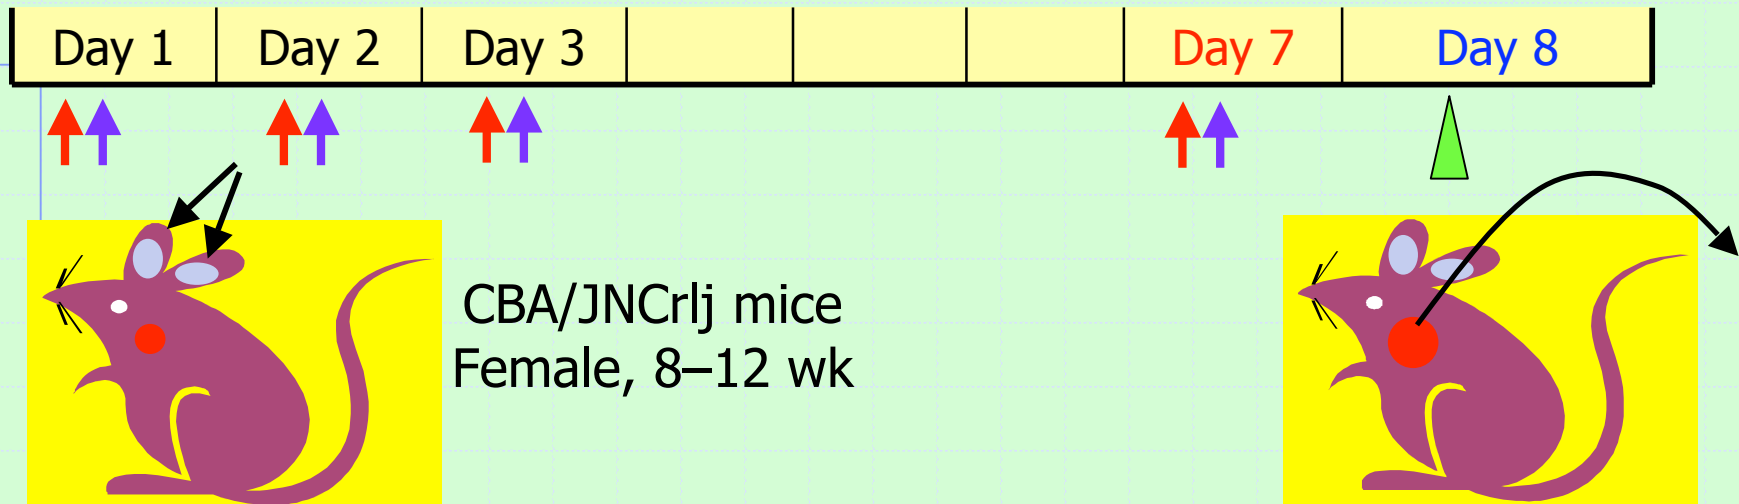 Day 1 Day 2 Day 3 Day 7 Day 8
CBA/JNCrlj mice
Female, 8–12 wk